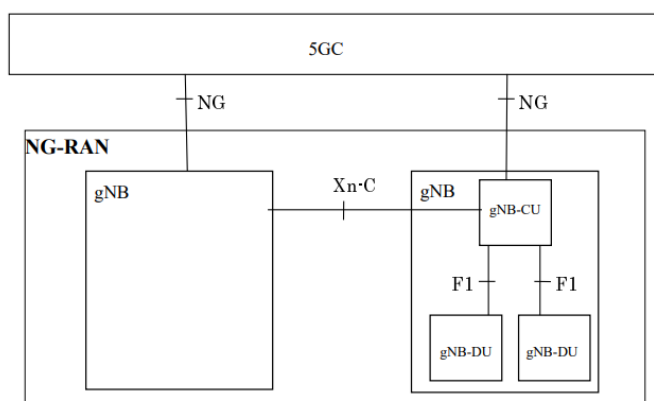 5GC
NG
NG
NG-RAN
gNB
Xn-C
gNB
gNB-CU
F1
F1
gNB-DU
gNB-DU